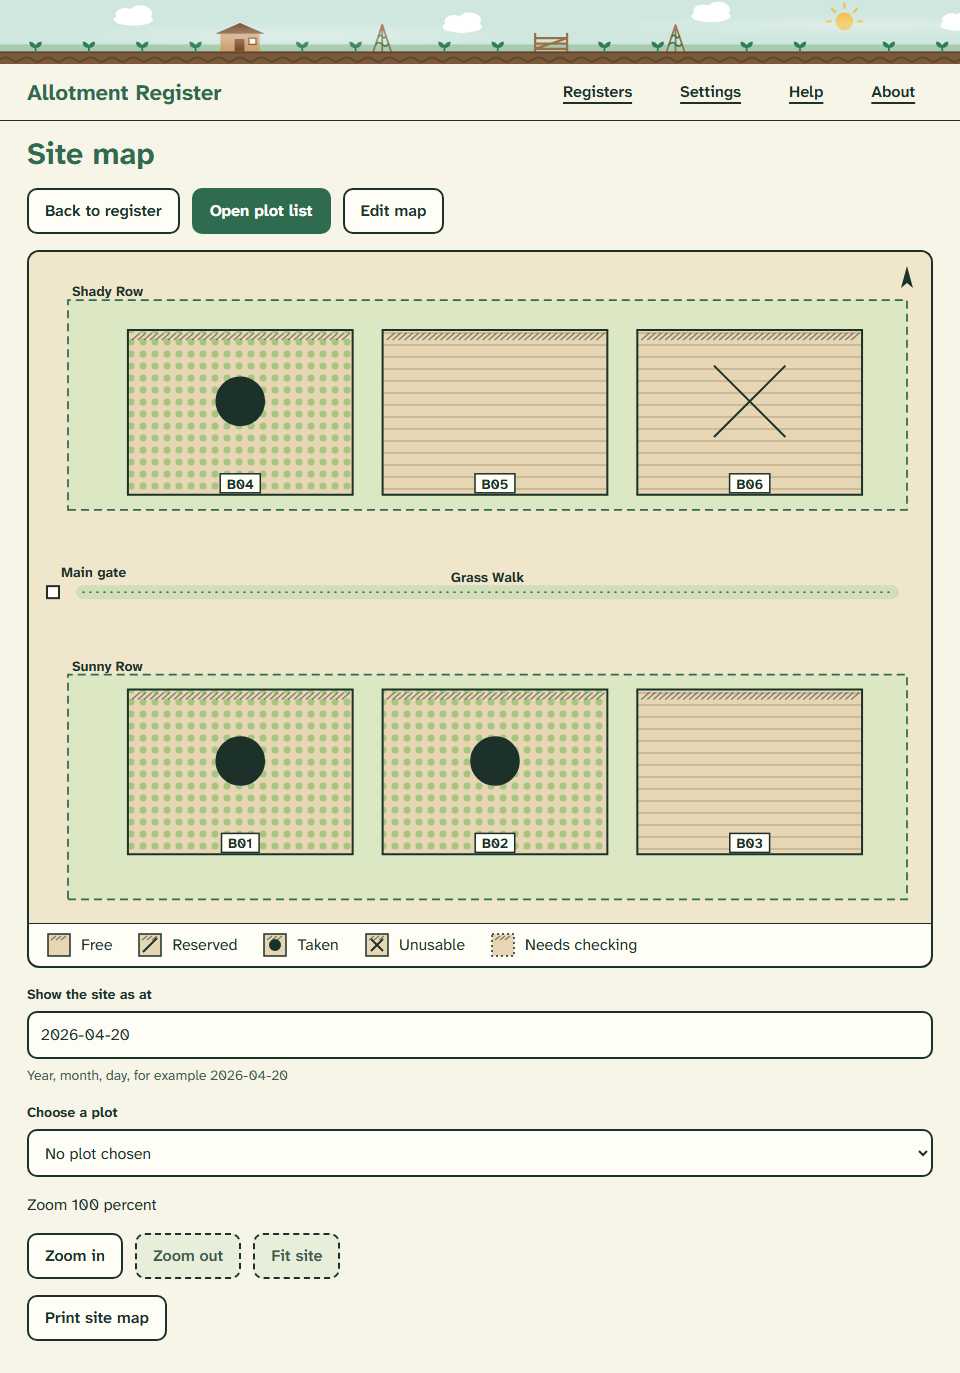 Allotment Register
Registers Settings Help About
Site map
Back to register Open plot list Edit map
Shady Row
B04 B05 B06
Main gate
Grass Walk
Sunny Row
B01 B02 B03
Free Reserved Taken Unusable Needs checking
Show the site as at
2026-04-20
Year, month, day, for example 2026-04-20
Choose a plot
No plot chosen
Zoom 100 percent
Zoom in Zoom out Fit site
Print site map